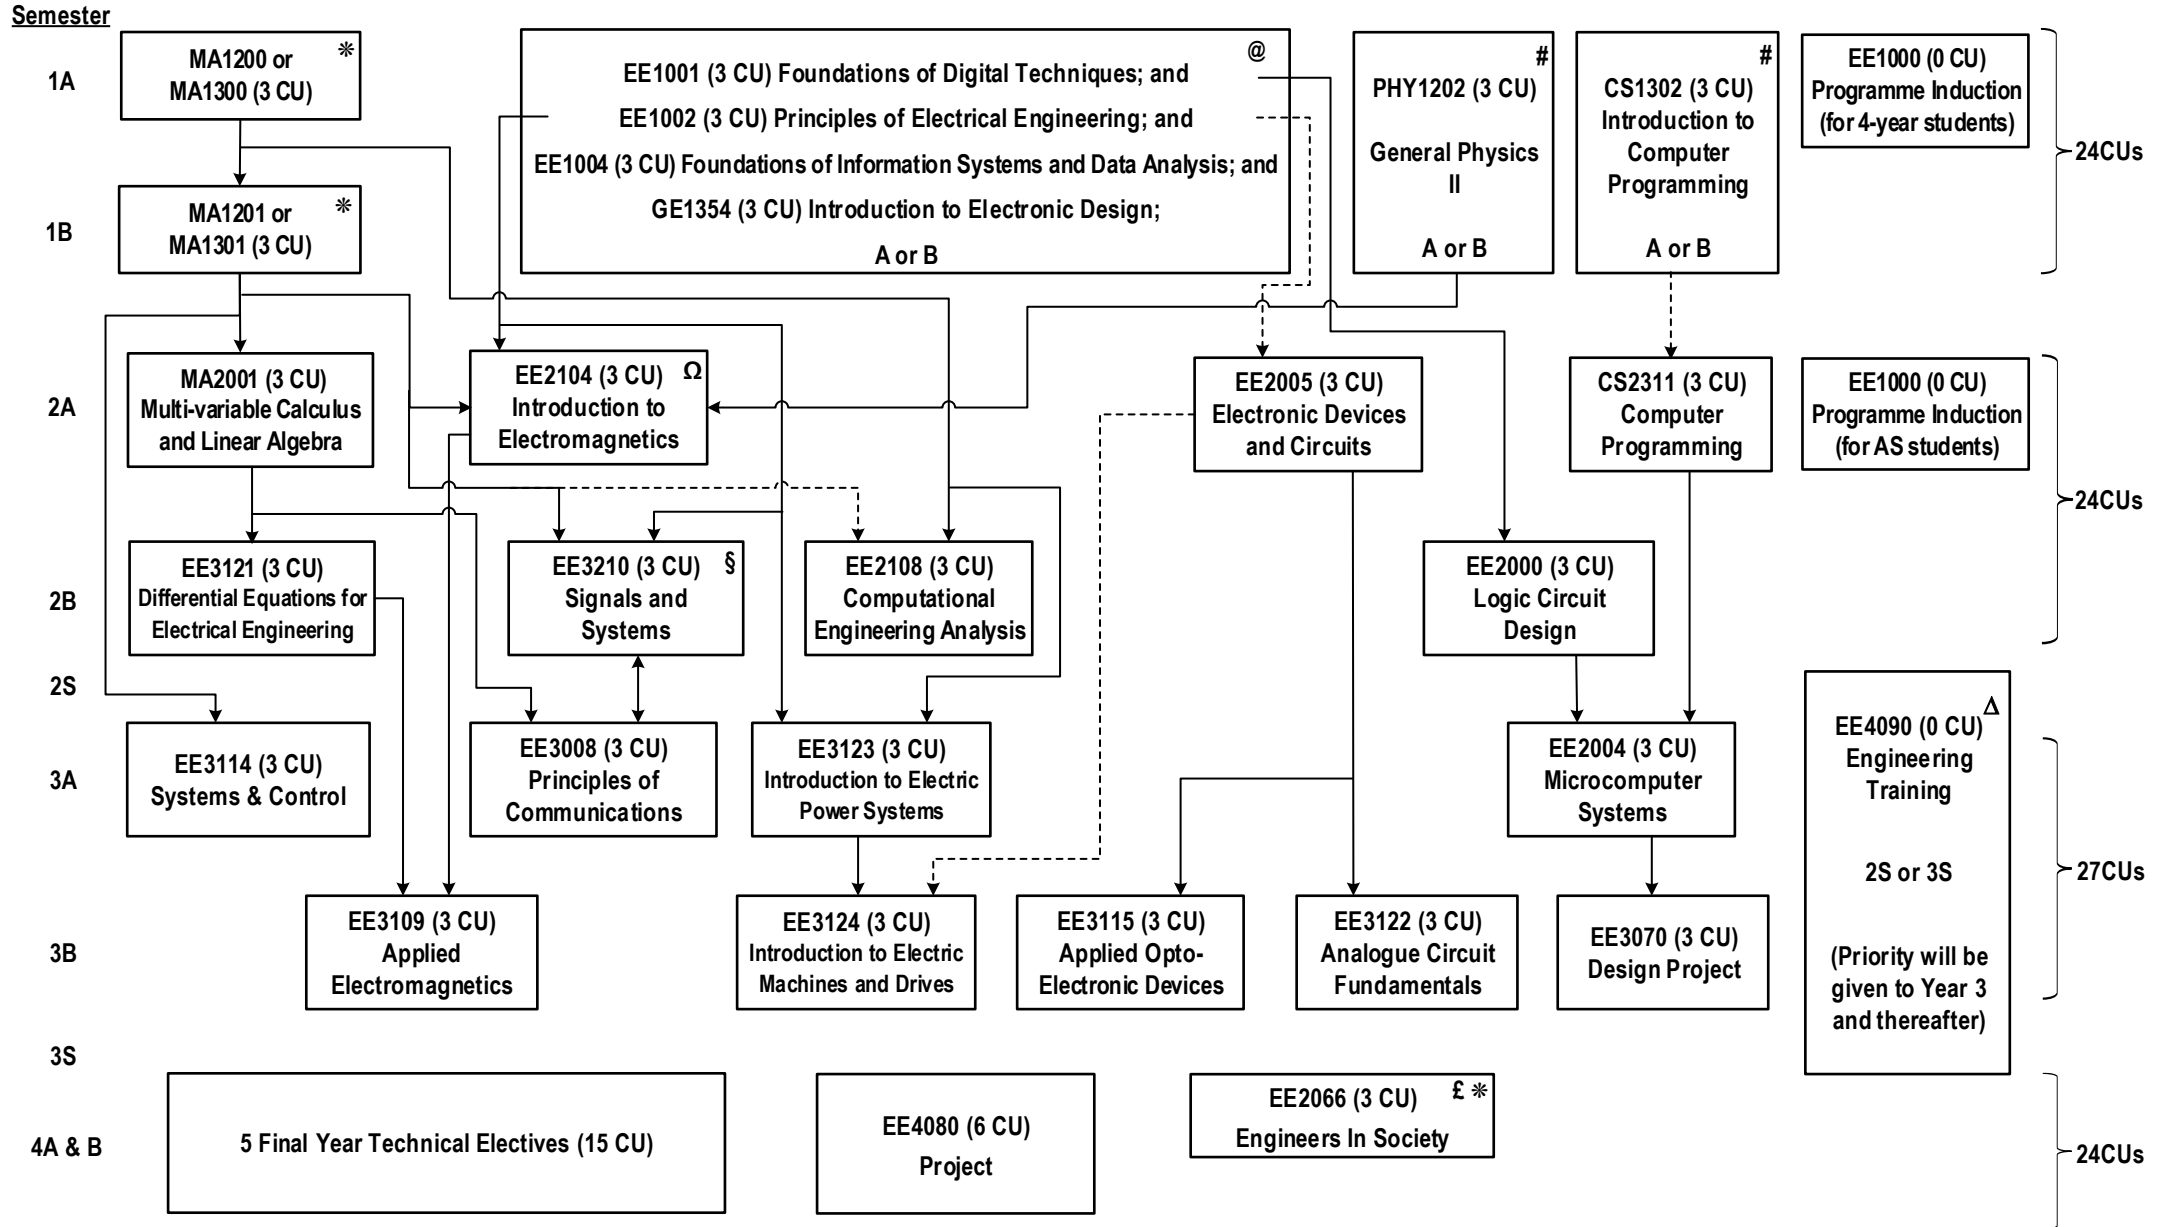 Semester
1A
MA1200 or
MA1300 (3 CU)
❊
@
EE1001 (3 CU) Foundations of Digital Techniques; and
EE1002 (3 CU) Principles of Electrical Engineering; and
EE1004 (3 CU) Foundations of Information Systems and Data Analysis; and
GE1354 (3 CU) Introduction to Electronic Design;
A or B
#
PHY1202 (3 CU)
General Physics
II
A or B
#
CS1302 (3 CU)
Introduction to
Computer
Programming
A or B
EE1000 (0 CU)
Programme Induction
(for 4-year students)
24CUs
1B
MA1201 or
MA1301 (3 CU)
❊
2A
MA2001 (3 CU)
Multi-variable Calculus
and Linear Algebra
EE2104 (3 CU) Ω
Introduction to
Electromagnetics
EE2005 (3 CU)
Electronic Devices
and Circuits
CS2311 (3 CU)
Computer
Programming
EE1000 (0 CU)
Programme Induction
(for AS students)
24CUs
2B
EE3121 (3 CU)
Differential Equations for
Electrical Engineering
EE3210 (3 CU) §
Signals and
Systems
EE2108 (3 CU)
Computational
Engineering Analysis
EE2000 (3 CU)
Logic Circuit
Design
2S
3A
EE3114 (3 CU)
Systems & Control
EE3008 (3 CU)
Principles of
Communications
EE3123 (3 CU)
Introduction to Electric
Power Systems
EE2004 (3 CU)
Microcomputer
Systems
EE4090 (0 CU) Δ
Engineering
Training
2S or 3S
(Priority will be
given to Year 3
and thereafter)
27CUs
3B
EE3109 (3 CU)
Applied
Electromagnetics
EE3124 (3 CU)
Introduction to Electric
Machines and Drives
EE3115 (3 CU)
Applied Opto-
Electronic Devices
EE3122 (3 CU)
Analogue Circuit
Fundamentals
EE3070 (3 CU)
Design Project
3S
4A & B
5 Final Year Technical Electives (15 CU)
EE4080 (6 CU)
Project
EE2066 (3 CU) £ ❊
Engineers In Society
24CUs